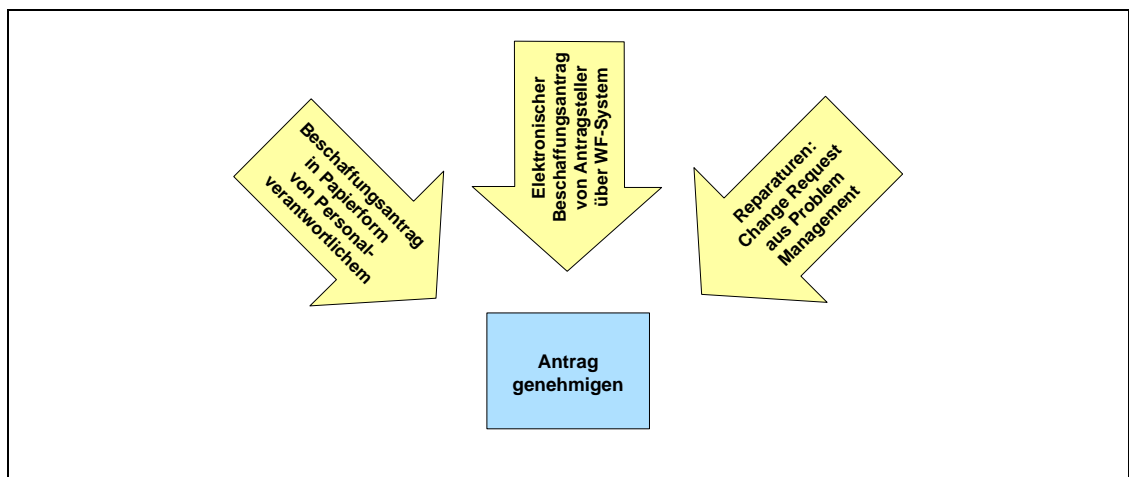 Beschaffungsantrag
in Papierform
von Personal-
verantwortlichem
Elektronischer
Beschaffungsantrag
von Antragsteller
über WF-System
Reparaturen:
Change Request
aus Problem
Management
Antrag
genehmigen